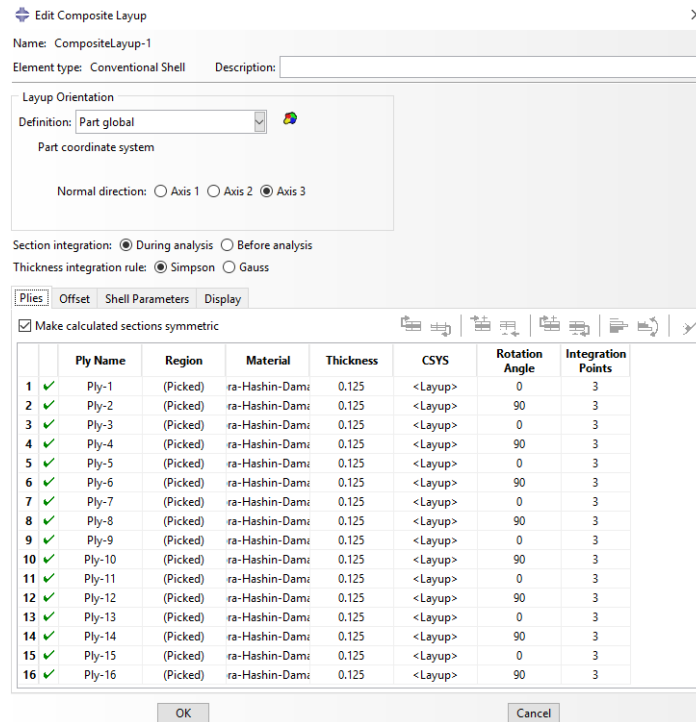 Edit Composite Layup
Name: CompositeLayup-1
Element type: Conventional Shell Description:
Layup Orientation
Definition: Part global
Part coordinate system
Normal direction: Axis 1 Axis 2 Axis 3
Section integration: During analysis Before analysis
Thickness integration rule: Simpson Gauss
Plies Offset Shell Parameters Display
Make calculated sections symmetric
Ply Name Region Material Thickness CSYS Rotation Angle Integration Points
1 Ply-1 (Picked) ra-Hashin-Dama 0.125 <Layup> 0 3
2 Ply-2 (Picked) ra-Hashin-Dama 0.125 <Layup> 90 3
3 Ply-3 (Picked) ra-Hashin-Dama 0.125 <Layup> 0 3
4 Ply-4 (Picked) ra-Hashin-Dama 0.125 <Layup> 90 3
5 Ply-5 (Picked) ra-Hashin-Dama 0.125 <Layup> 0 3
6 Ply-6 (Picked) ra-Hashin-Dama 0.125 <Layup> 90 3
7 Ply-7 (Picked) ra-Hashin-Dama 0.125 <Layup> 0 3
8 Ply-8 (Picked) ra-Hashin-Dama 0.125 <Layup> 90 3
9 Ply-9 (Picked) ra-Hashin-Dama 0.125 <Layup> 0 3
10 Ply-10 (Picked) ra-Hashin-Dama 0.125 <Layup> 90 3
11 Ply-11 (Picked) ra-Hashin-Dama 0.125 <Layup> 0 3
12 Ply-12 (Picked) ra-Hashin-Dama 0.125 <Layup> 90 3
13 Ply-13 (Picked) ra-Hashin-Dama 0.125 <Layup> 0 3
14 Ply-14 (Picked) ra-Hashin-Dama 0.125 <Layup> 90 3
15 Ply-15 (Picked) ra-Hashin-Dama 0.125 <Layup> 0 3
16 Ply-16 (Picked) ra-Hashin-Dama 0.125 <Layup> 90 3
OK Cancel